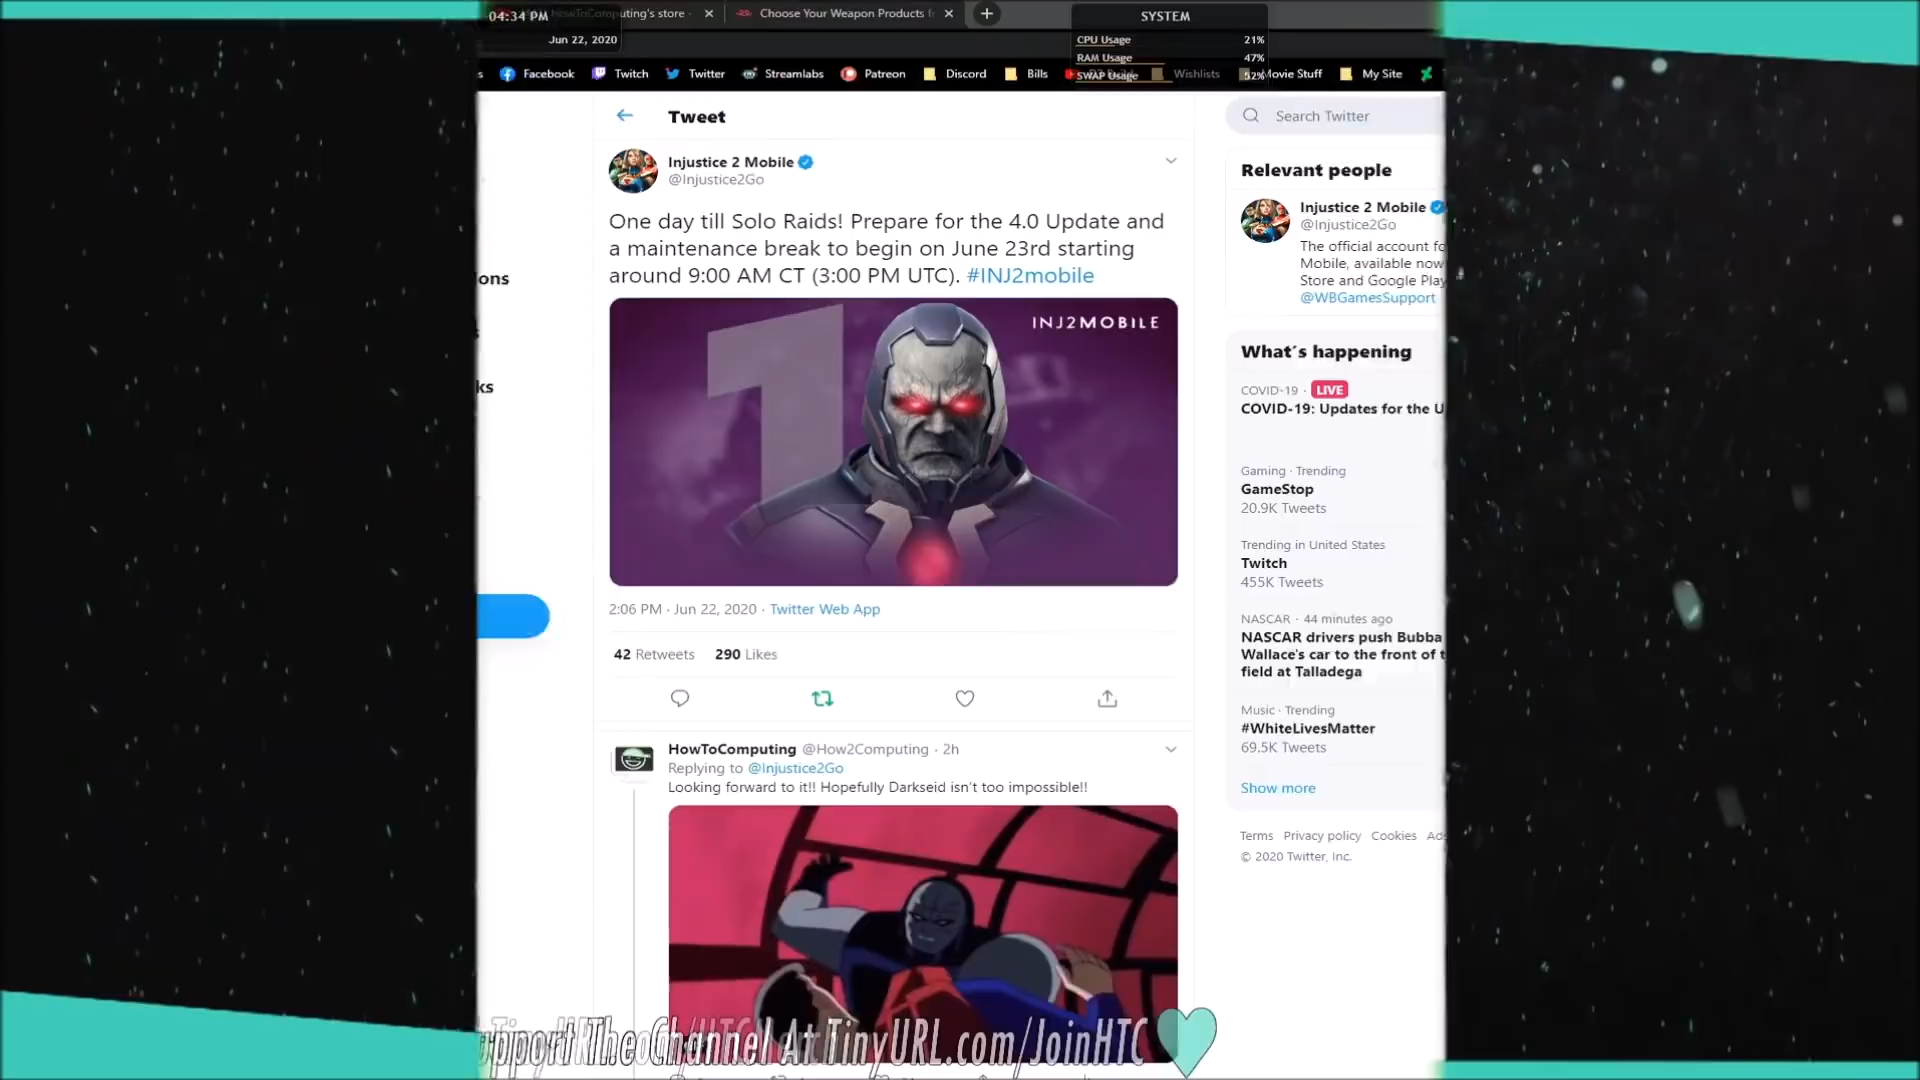 04:34 PM
Jun 22, 2020
HowToComputing's store
Choose Your Weapon Products f
SYSTEM
CPU Usage 21%
RAM Usage 47%
SWAP Usage 52%
s Facebook Twitch Twitter Streamlabs Patreon Discord Bills Wishlists Movie Stuff My Site
ons
ks
Tweet
Injustice 2 Mobile
@Injustice2Go
One day till Solo Raids! Prepare for the 4.0 Update and
a maintenance break to begin on June 23rd starting
around 9:00 AM CT (3:00 PM UTC). #INJ2mobile
1
INJ2MOBILE
2:06 PM · Jun 22, 2020 · Twitter Web App
42 Retweets 290 Likes
HowToComputing @How2Computing · 2h
Replying to @Injustice2Go
Looking forward to it!! Hopefully Darkseid isn't too impossible!!
Search Twitter
Relevant people
Injustice 2 Mobile
@Injustice2Go
The official account fo
Mobile, available now
Store and Google Play
@WBGamesSupport
What's happening
COVID-19 · LIVE
COVID-19: Updates for the U
Gaming · Trending
GameStop
20.9K Tweets
Trending in United States
Twitch
455K Tweets
NASCAR · 44 minutes ago
NASCAR drivers push Bubba
Wallace's car to the front of t
field at Talladega
Music · Trending
#WhiteLivesMatter
69.5K Tweets
Show more
Terms Privacy policy Cookies Ad
© 2020 Twitter, Inc.
At TinyURL.com/JoinHTC